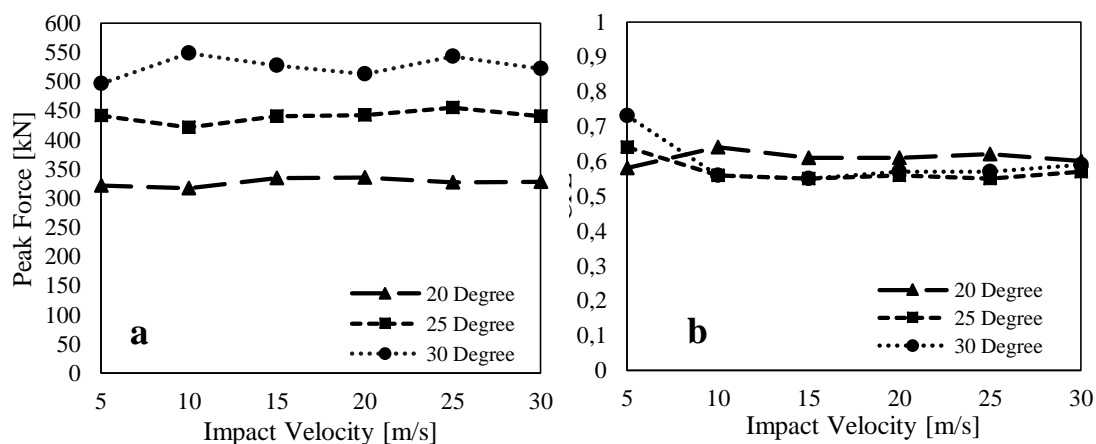 600
550
500
450
400
350
300
250
200
150
100
50
0
Peak Force [kN]
20 Degree
25 Degree
30 Degree
a
5 10 15 20 25 30
Impact Velocity [m/s]
1
0,9
0,8
0,7
0,6
0,5
0,4
0,3
0,2
0,1
0
20 Degree
25 Degree
30 Degree
b
5 10 15 20 25 30
Impact Velocity [m/s]